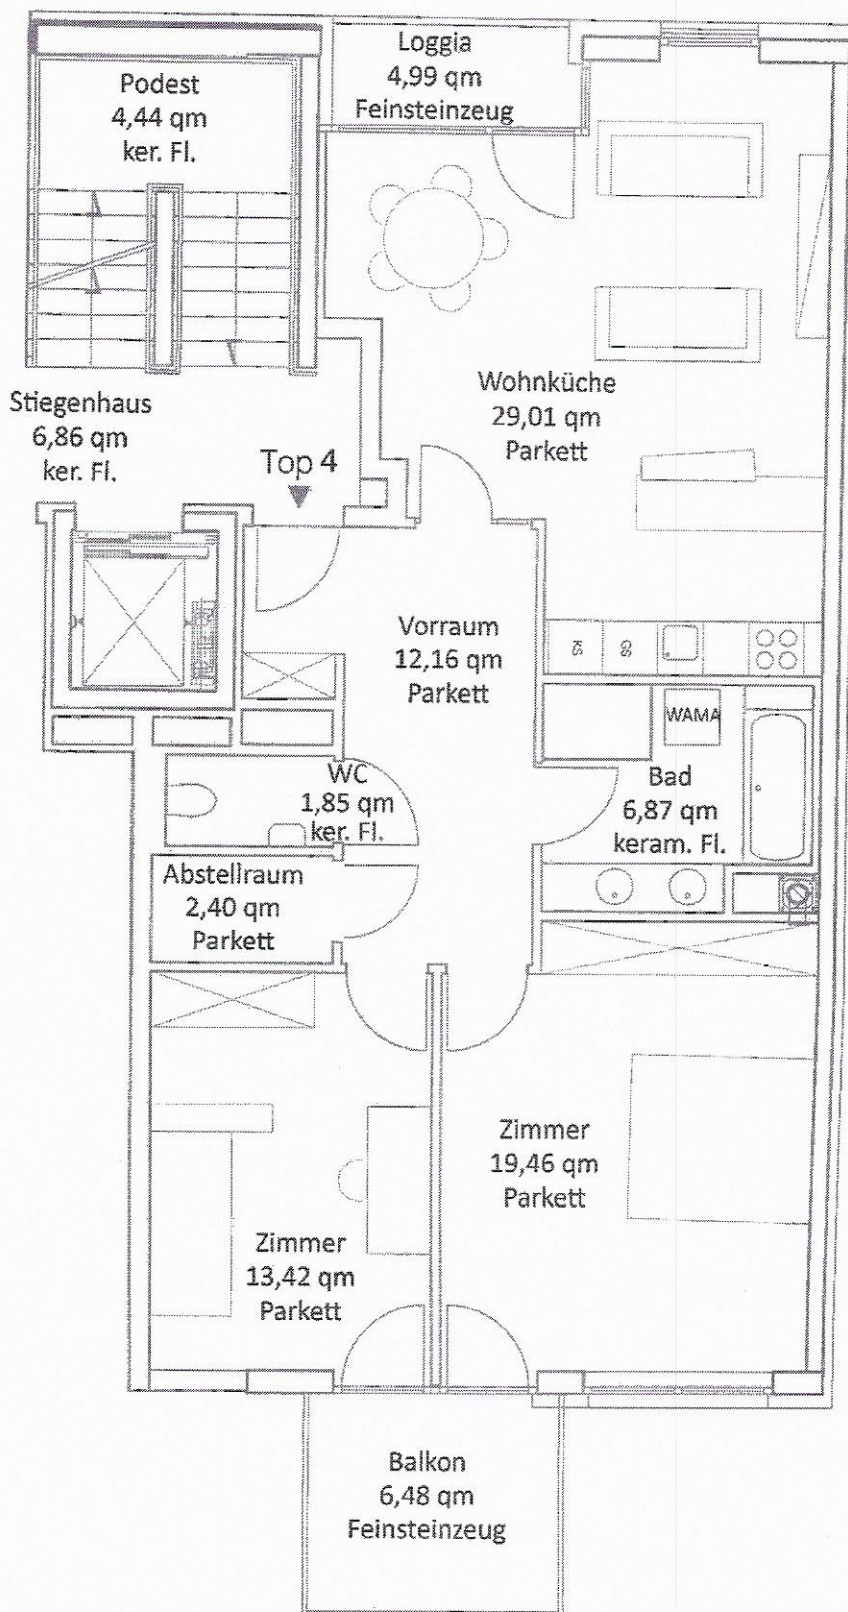 Loggia
4,99 qm
Feinsteinzeug
Podest
4,44 qm
ker. Fl.
Wohnküche
29,01 qm
Parkett
Stiegenhaus
6,86 qm
ker. Fl.
Top 4
Vorraum
12,16 qm
Parkett
KS
GS
WAMA
WC
1,85 qm
ker. Fl.
Bad
6,87 qm
keram. Fl.
Abstellraum
2,40 qm
Parkett
Zimmer
19,46 qm
Parkett
Zimmer
13,42 qm
Parkett
Balkon
6,48 qm
Feinsteinzeug